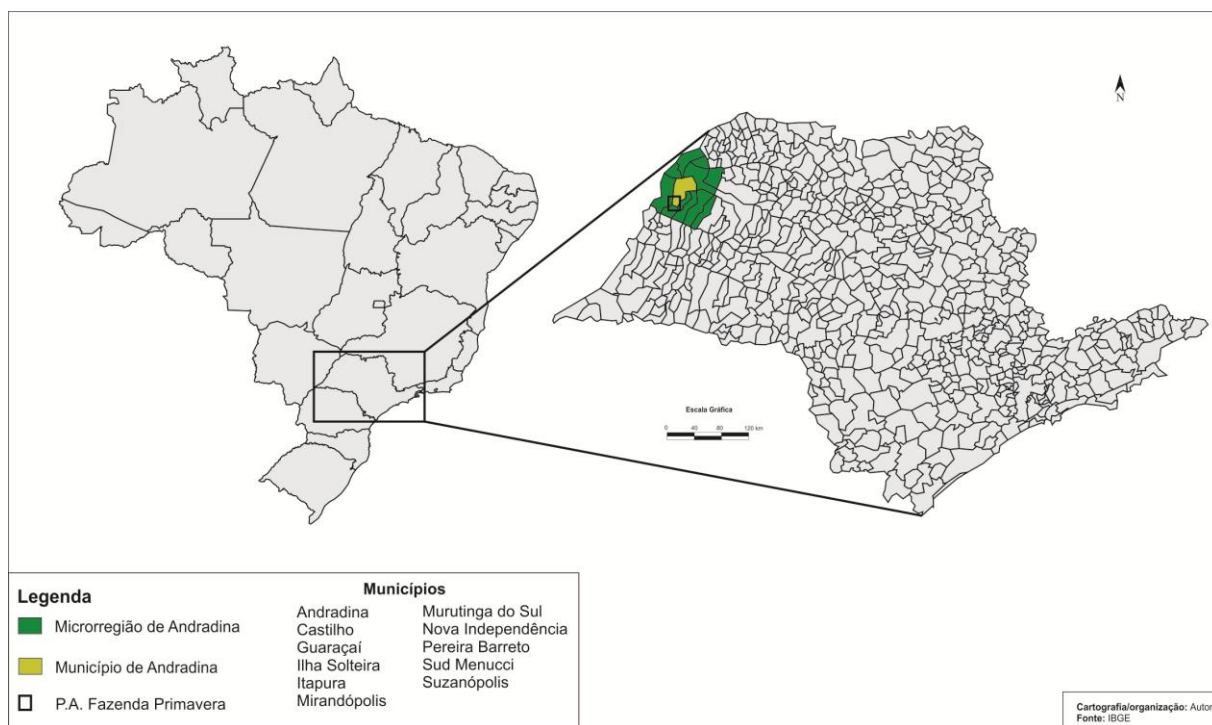 N
Escala Gráfica
0 40 80 120 km
Legenda
Microrregião de Andradina
Município de Andradina
P.A. Fazenda Primavera
Municípios
Andradina
Castilho
Guaraçaí
Ilha Solteira
Itapura
Mirandópolis
Murutinga do Sul
Nova Independência
Pereira Barreto
Sud Menucci
Suzanópolis
Cartografia/organização: Autor
Fonte: IBGE